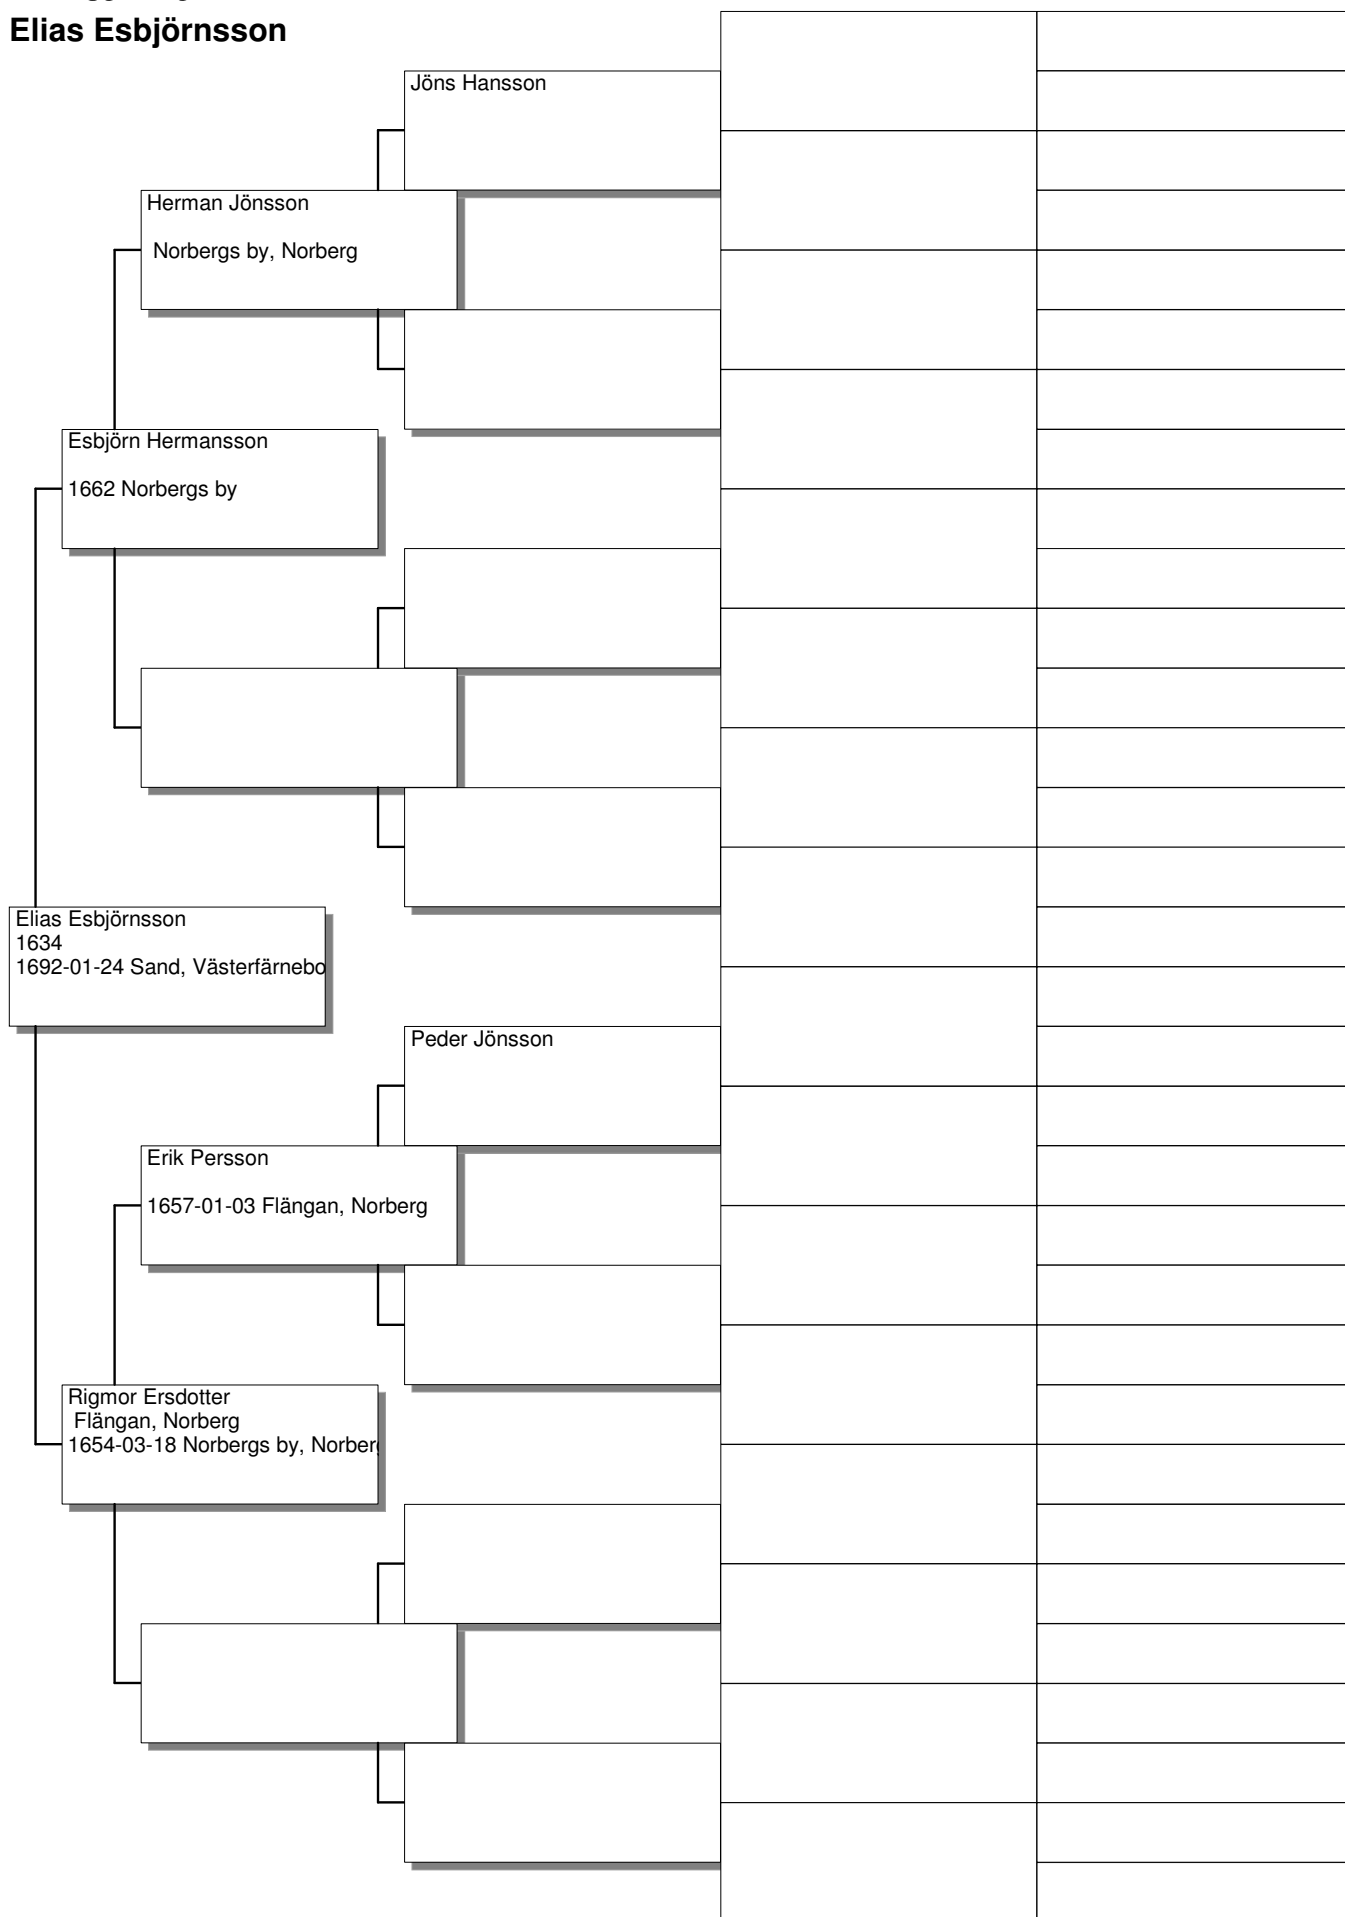 Elias Esbjörnsson
Jöns Hansson
Herman Jönsson
Norbergs by, Norberg
Esbjörn Hermansson
1662 Norbergs by
Elias Esbjörnsson
1634
1692-01-24 Sand, Västerfärnebo
Peder Jönsson
Erik Persson
1657-01-03 Flängan, Norberg
Rigmor Ersdotter
Flängan, Norberg
1654-03-18 Norbergs by, Norberg